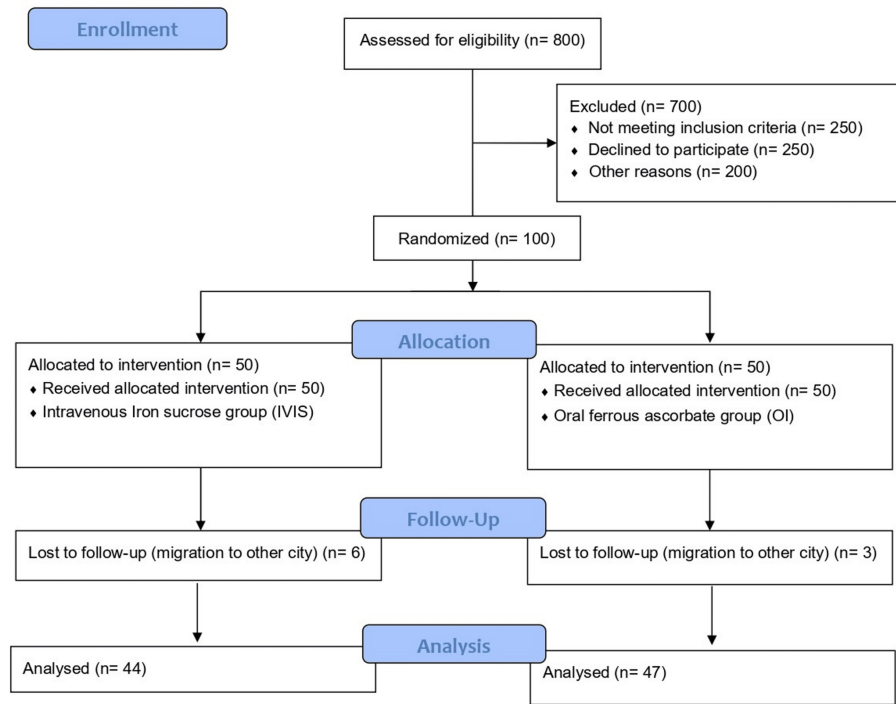 Enrollment
Assessed for eligibility (n= 800)
Excluded (n= 700)
♦ Not meeting inclusion criteria (n= 250)
♦ Declined to participate (n= 250)
♦ Other reasons (n= 200)
Randomized (n= 100)
Allocation
Allocated to intervention (n= 50)
♦ Received allocated intervention (n= 50)
♦ Intravenous Iron sucrose group (IVIS)
Allocated to intervention (n= 50)
♦ Received allocated intervention (n= 50)
♦ Oral ferrous ascorbate group (OI)
Follow-Up
Lost to follow-up (migration to other city) (n= 6)
Lost to follow-up (migration to other city) (n= 3)
Analysis
Analysed (n= 44)
Analysed (n= 47)